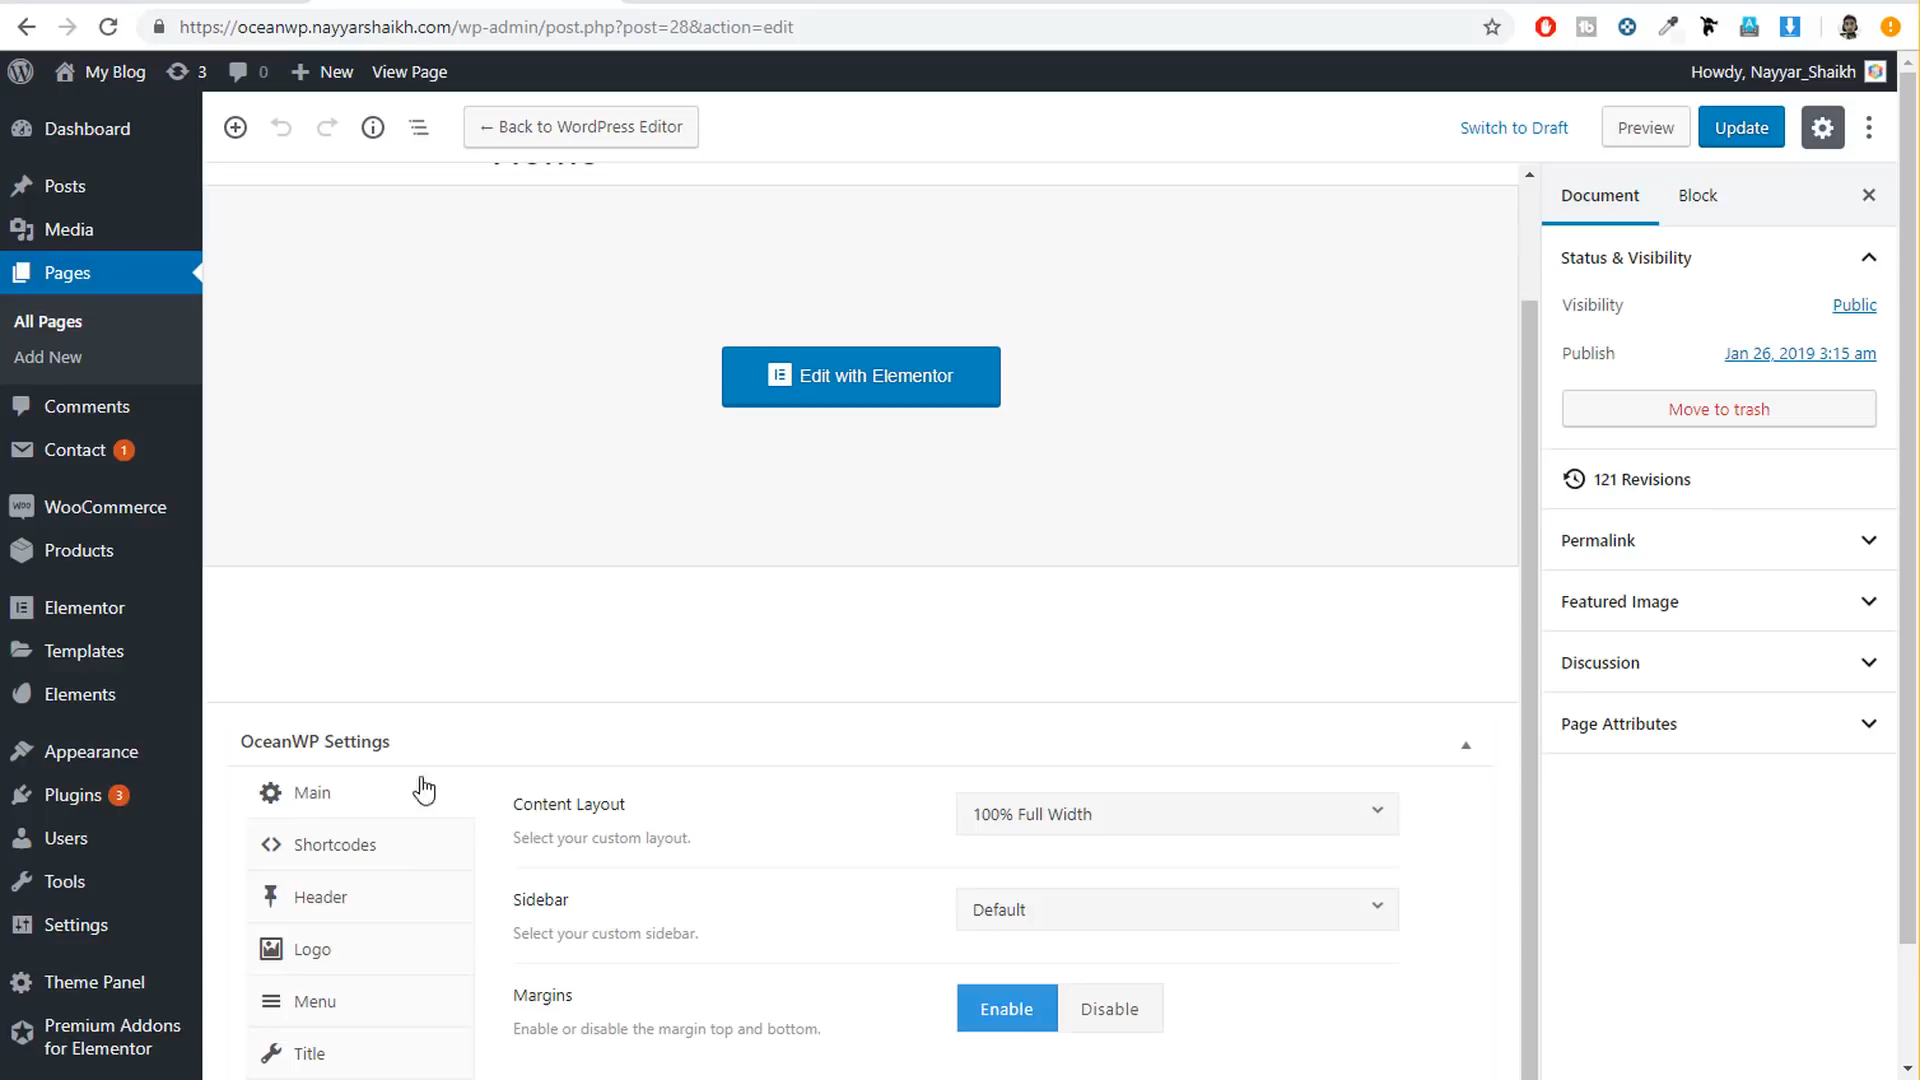 https://oceanwp.nayyarshaikh.com/wp-admin/post.php?post=28&action=edit
My Blog 3 0 New View Page Howdy, Nayyar_Shaikh
← Back to WordPress Editor Switch to Draft Preview Update
Dashboard
Posts
Media
Pages
All Pages
Add New
Comments
Contact 1
WooCommerce
Products
Elementor
Templates
Elements
Appearance
Plugins 3
Users
Tools
Settings
Theme Panel
Premium Addons
for Elementor
Home
Edit with Elementor
OceanWP Settings
Main
Shortcodes
Header
Logo
Menu
Title
Content Layout
Select your custom layout.
100% Full Width
Sidebar
Select your custom sidebar.
Default
Margins
Enable or disable the margin top and bottom.
Enable Disable
Document Block
Status & Visibility
Visibility Public
Publish Jan 26, 2019 3:15 am
Move to trash
121 Revisions
Permalink
Featured Image
Discussion
Page Attributes